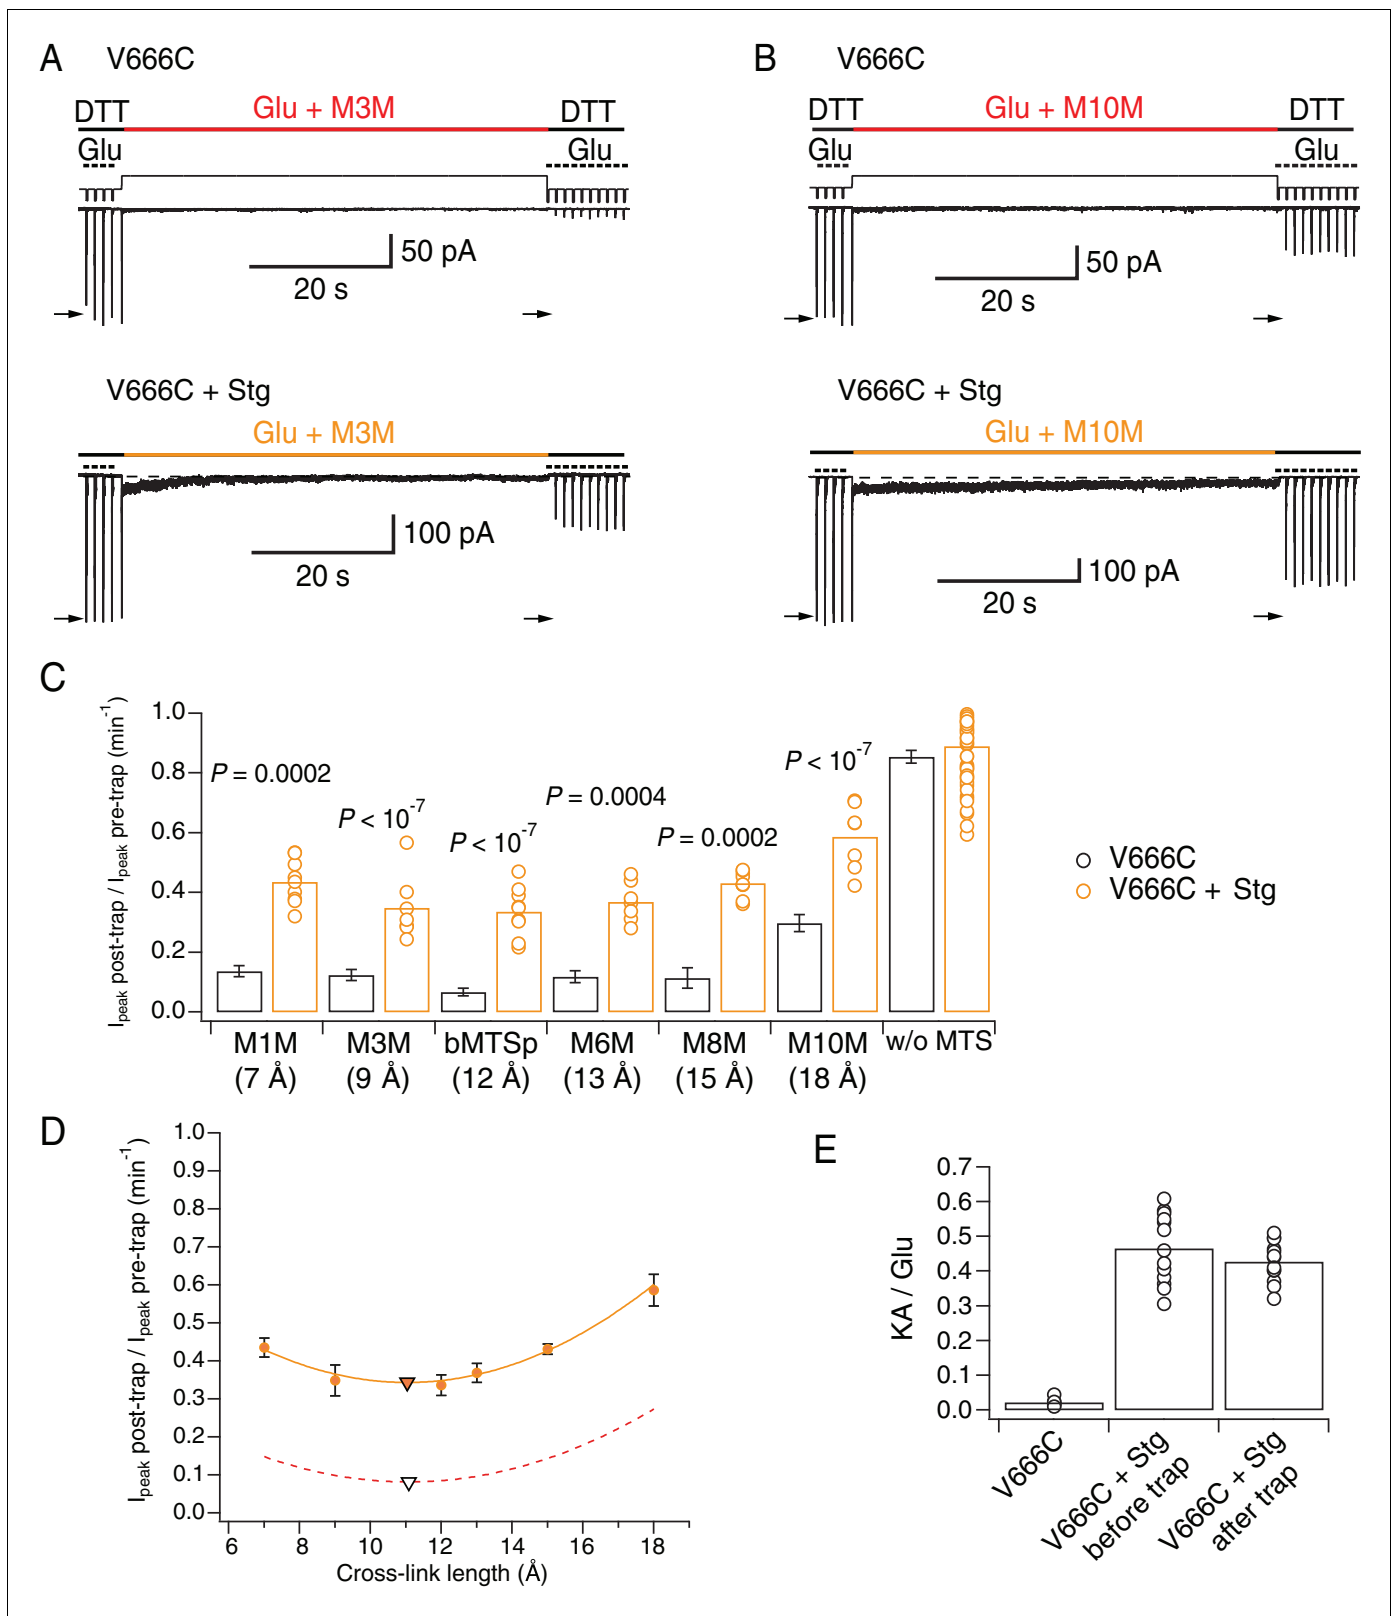 A V666C
DTT Glu + M3M DTT
Glu Glu
50 pA
20 s
V666C + Stg
Glu + M3M
100 pA
20 s
B V666C
DTT Glu + M10M DTT
Glu Glu
50 pA
20 s
V666C + Stg
Glu + M10M
100 pA
20 s
C
I peak post-trap / I peak pre-trap (min-1)
1.0
0.8
0.6
0.4
0.2
0.0
P = 0.0002
P < 10-7
P < 10-7
P = 0.0004
P = 0.0002
P < 10-7
V666C
V666C + Stg
M1M M3M bMTSp M6M M8M M10M w/o MTS
(7 Å) (9 Å) (12 Å) (13 Å) (15 Å) (18 Å)
D
I peak post-trap / I peak pre-trap (min-1)
1.0
0.9
0.8
0.7
0.6
0.5
0.4
0.3
0.2
0.1
0.0
6 8 10 12 14 16 18
Cross-link length (Å)
E
KA / Glu
0.7
0.6
0.5
0.4
0.3
0.2
0.1
0.0
V666C
V666C + Stg
before trap
V666C + Stg
after trap